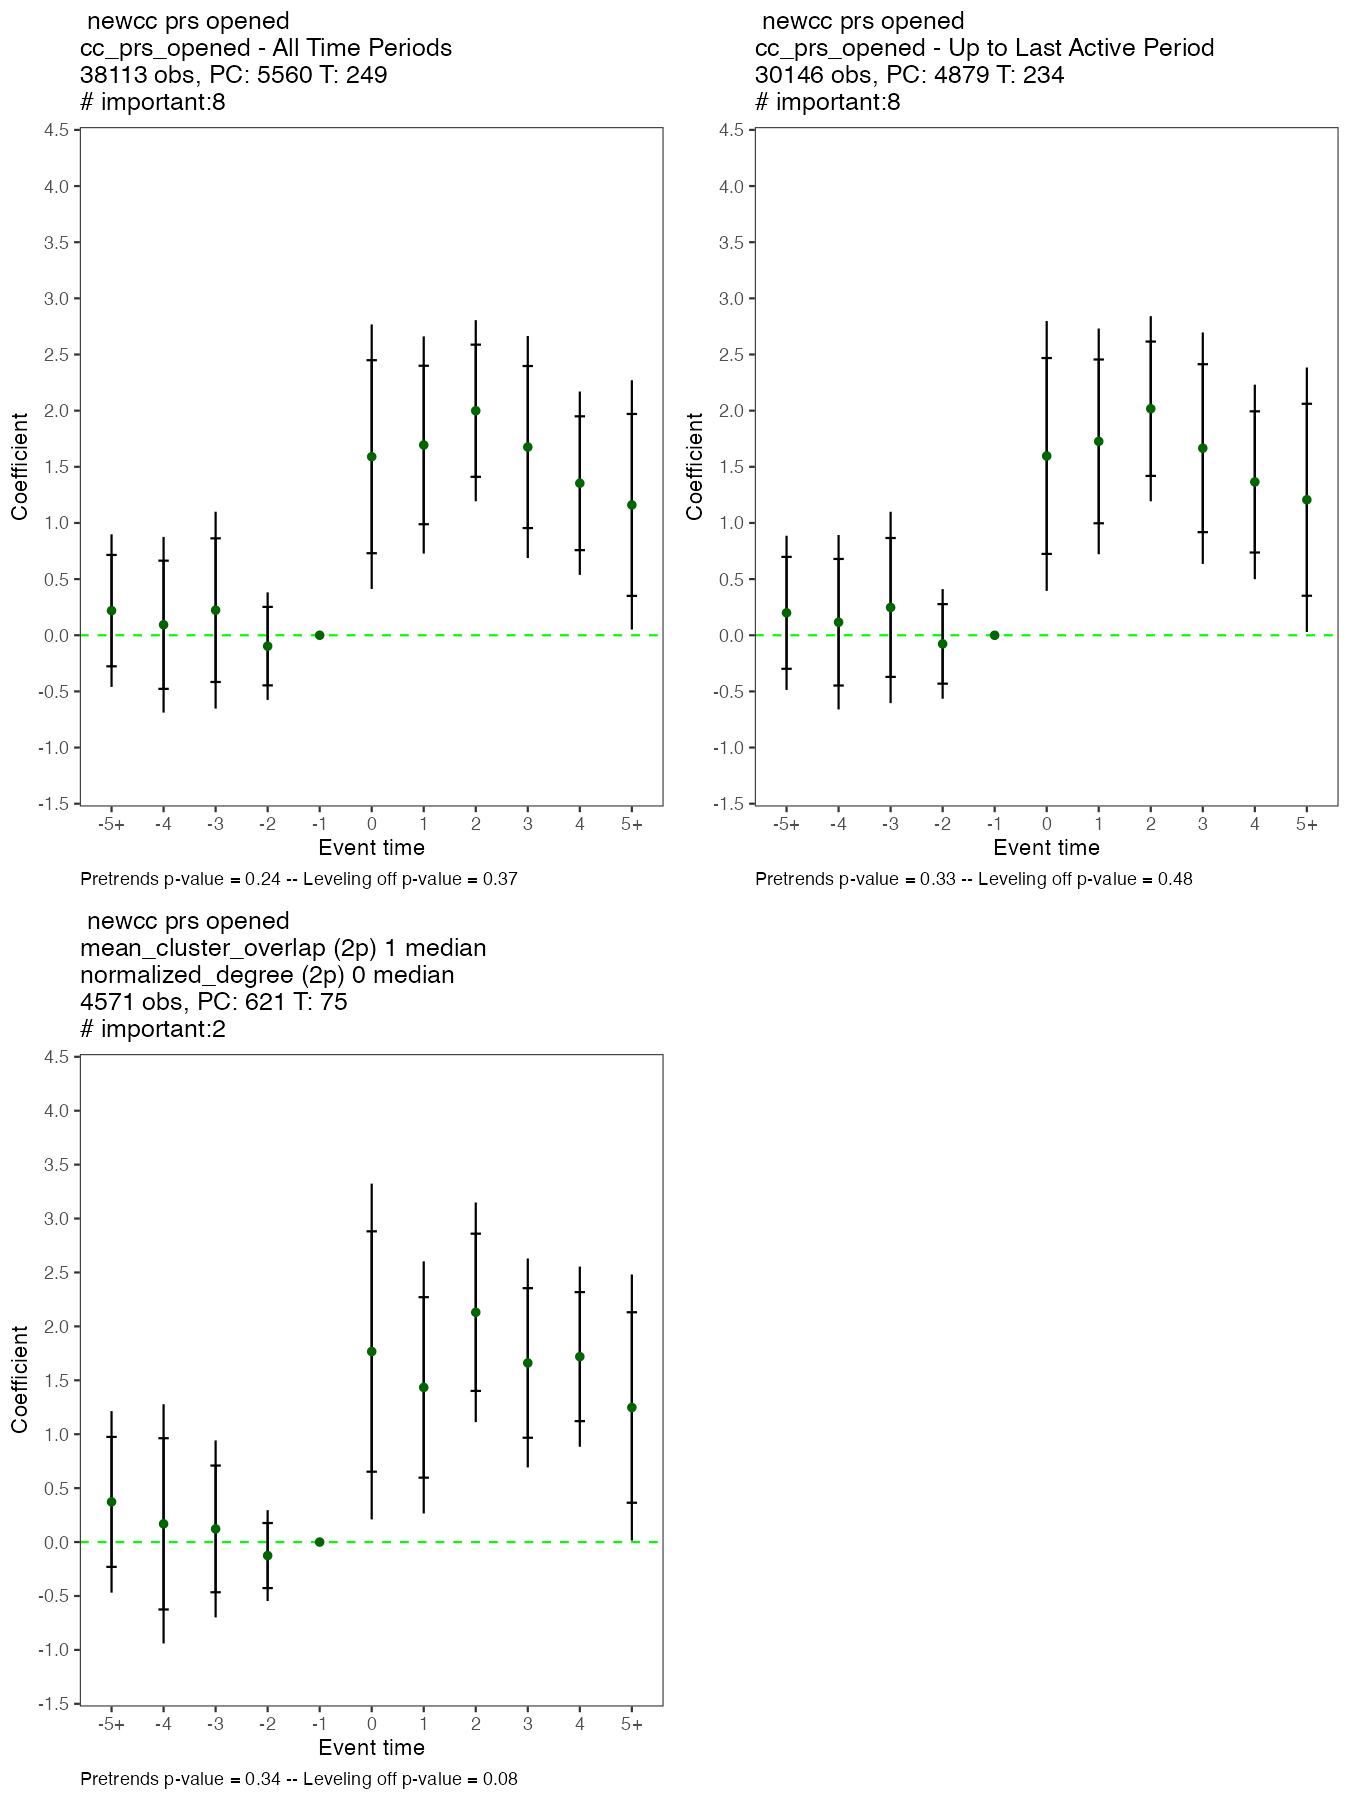 newcc prs opened
cc_prs_opened - All Time Periods
38113 obs, PC: 5560 T: 249
# important:8
4.5
4.0
3.5
3.0
2.5
2.0
1.5
1.0
0.5
0.0
-0.5
-1.0
-1.5
Coefficient
-5+ -4 -3 -2 -1 0 1 2 3 4 5+
Event time
Pretrends p-value = 0.24 -- Leveling off p-value = 0.37
newcc prs opened
cc_prs_opened - Up to Last Active Period
30146 obs, PC: 4879 T: 234
# important:8
4.5
4.0
3.5
3.0
2.5
2.0
1.5
1.0
0.5
0.0
-0.5
-1.0
-1.5
Coefficient
-5+ -4 -3 -2 -1 0 1 2 3 4 5+
Event time
Pretrends p-value = 0.33 -- Leveling off p-value = 0.48
newcc prs opened
mean_cluster_overlap (2p) 1 median
normalized_degree (2p) 0 median
4571 obs, PC: 621 T: 75
# important:2
4.5
4.0
3.5
3.0
2.5
2.0
1.5
1.0
0.5
0.0
-0.5
-1.0
-1.5
Coefficient
-5+ -4 -3 -2 -1 0 1 2 3 4 5+
Event time
Pretrends p-value = 0.34 -- Leveling off p-value = 0.08